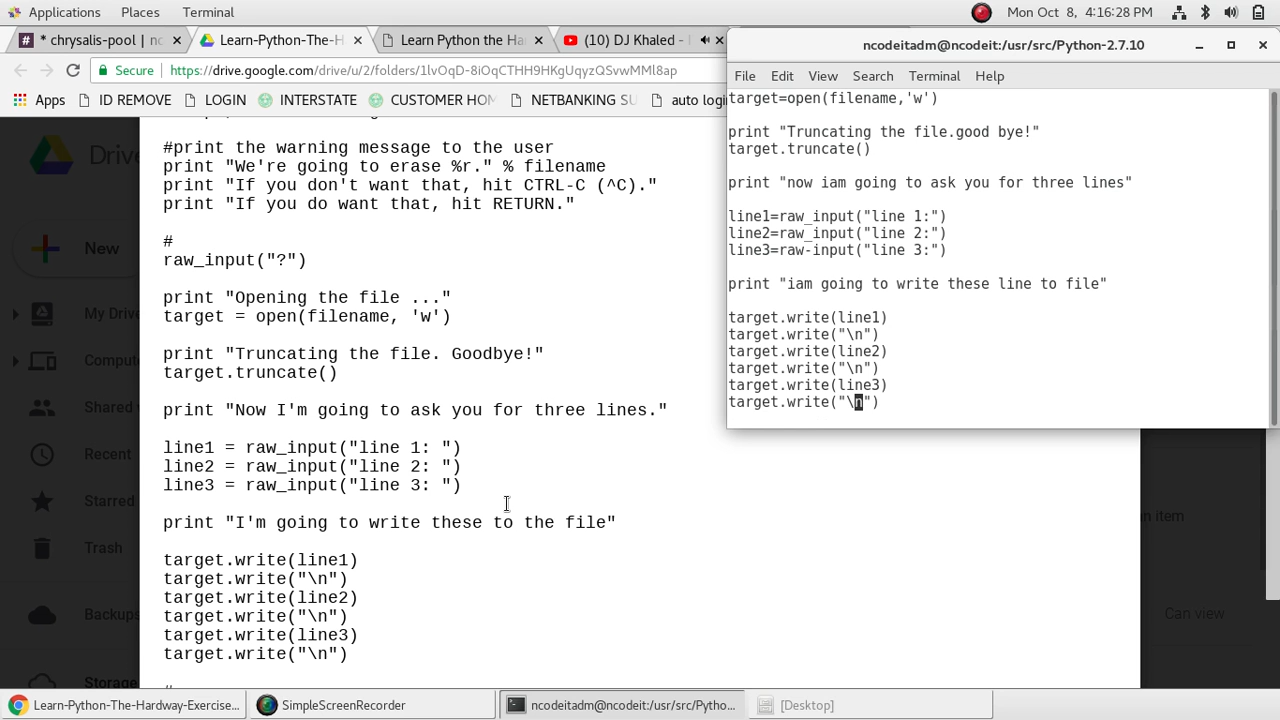 Applications Places Terminal Mon Oct 8, 4:16:28 PM
# * chrysalis-pool | nc Learn-Python-The-H Learn Python the Ha (10) DJ Khaled -
Secure https://drive.google.com/drive/u/2/folders/1lvOqD-8iOqCTHH9HKgUqyzQSvwMMl8ap
Apps ID REMOVE LOGIN INTERSTATE CUSTOMER HOM NETBANKING SU auto login
Drive
New
My Drive
Compute
Shared w
Recent
Starred
Trash
Backups
Storage
#print the warning message to the user
print "We're going to erase %r." % filename
print "If you don't want that, hit CTRL-C (^C)."
print "If you do want that, hit RETURN."
#
raw_input("?")
print "Opening the file ..."
target = open(filename, 'w')
print "Truncating the file. Goodbye!"
target.truncate()
print "Now I'm going to ask you for three lines."
line1 = raw_input("line 1: ")
line2 = raw_input("line 2: ")
line3 = raw_input("line 3: ")
print "I'm going to write these to the file"
target.write(line1)
target.write("\n")
target.write(line2)
target.write("\n")
target.write(line3)
target.write("\n")
ncodeitadm@ncodeit:/usr/src/Python-2.7.10
File Edit View Search Terminal Help
target=open(filename,'w')
print "Truncating the file.good bye!"
target.truncate()
print "now iam going to ask you for three lines"
line1=raw_input("line 1:")
line2=raw_input("line 2:")
line3=raw-input("line 3:")
print "iam going to write these line to file"
target.write(line1)
target.write("\n")
target.write(line2)
target.write("\n")
target.write(line3)
target.write("\n")
an item
Can view
Learn-Python-The-Hardway-Exercise... SimpleScreenRecorder ncodeitadm@ncodeit:/usr/src/Pytho... [Desktop]